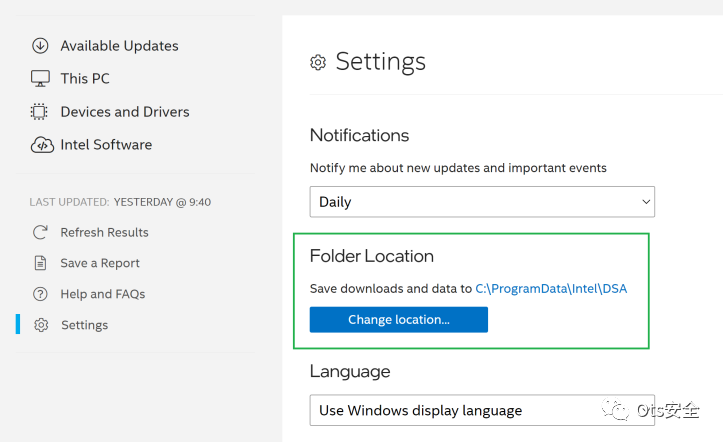 Available Updates
This PC
Devices and Drivers
Intel Software
LAST UPDATED: YESTERDAY @ 9:40
Refresh Results
Save a Report
Help and FAQs
Settings
Settings
Notifications
Notify me about new updates and important events
Daily
Folder Location
Save downloads and data to C:\ProgramData\Intel\DSA
Change location...
Language
Use Windows display language
Ots安全